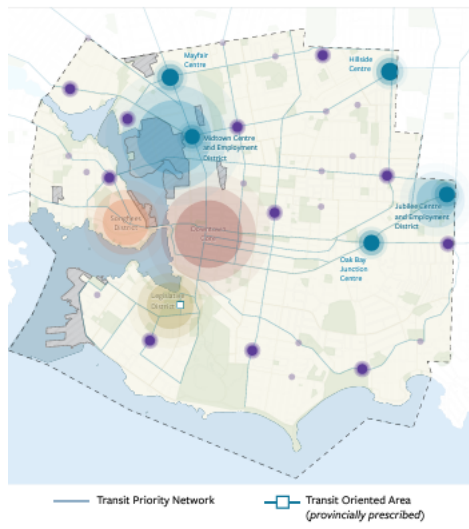 Mayfair
Centre
Hillside
Centre
Midtown Centre
and Employment
District
Jubilee Centre
and Employment
District
Songhees
District
Downtown
Core
Oak Bay
Junction
Centre
Legislative
District
Transit Priority Network
Transit Oriented Area
(provincially prescribed)